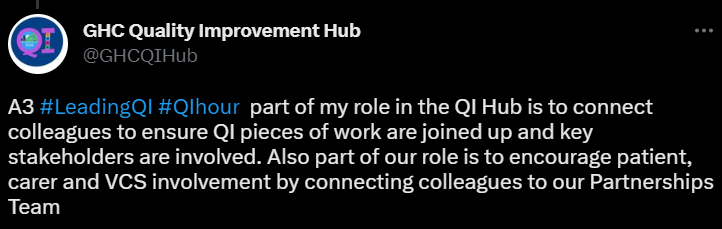 QI
GHC Quality Improvement Hub
@GHCQIHub
A3 #LeadingQI #QIhour part of my role in the QI Hub is to connect
colleagues to ensure QI pieces of work are joined up and key
stakeholders are involved. Also part of our role is to encourage patient,
carer and VCS involvement by connecting colleagues to our Partnerships
Team